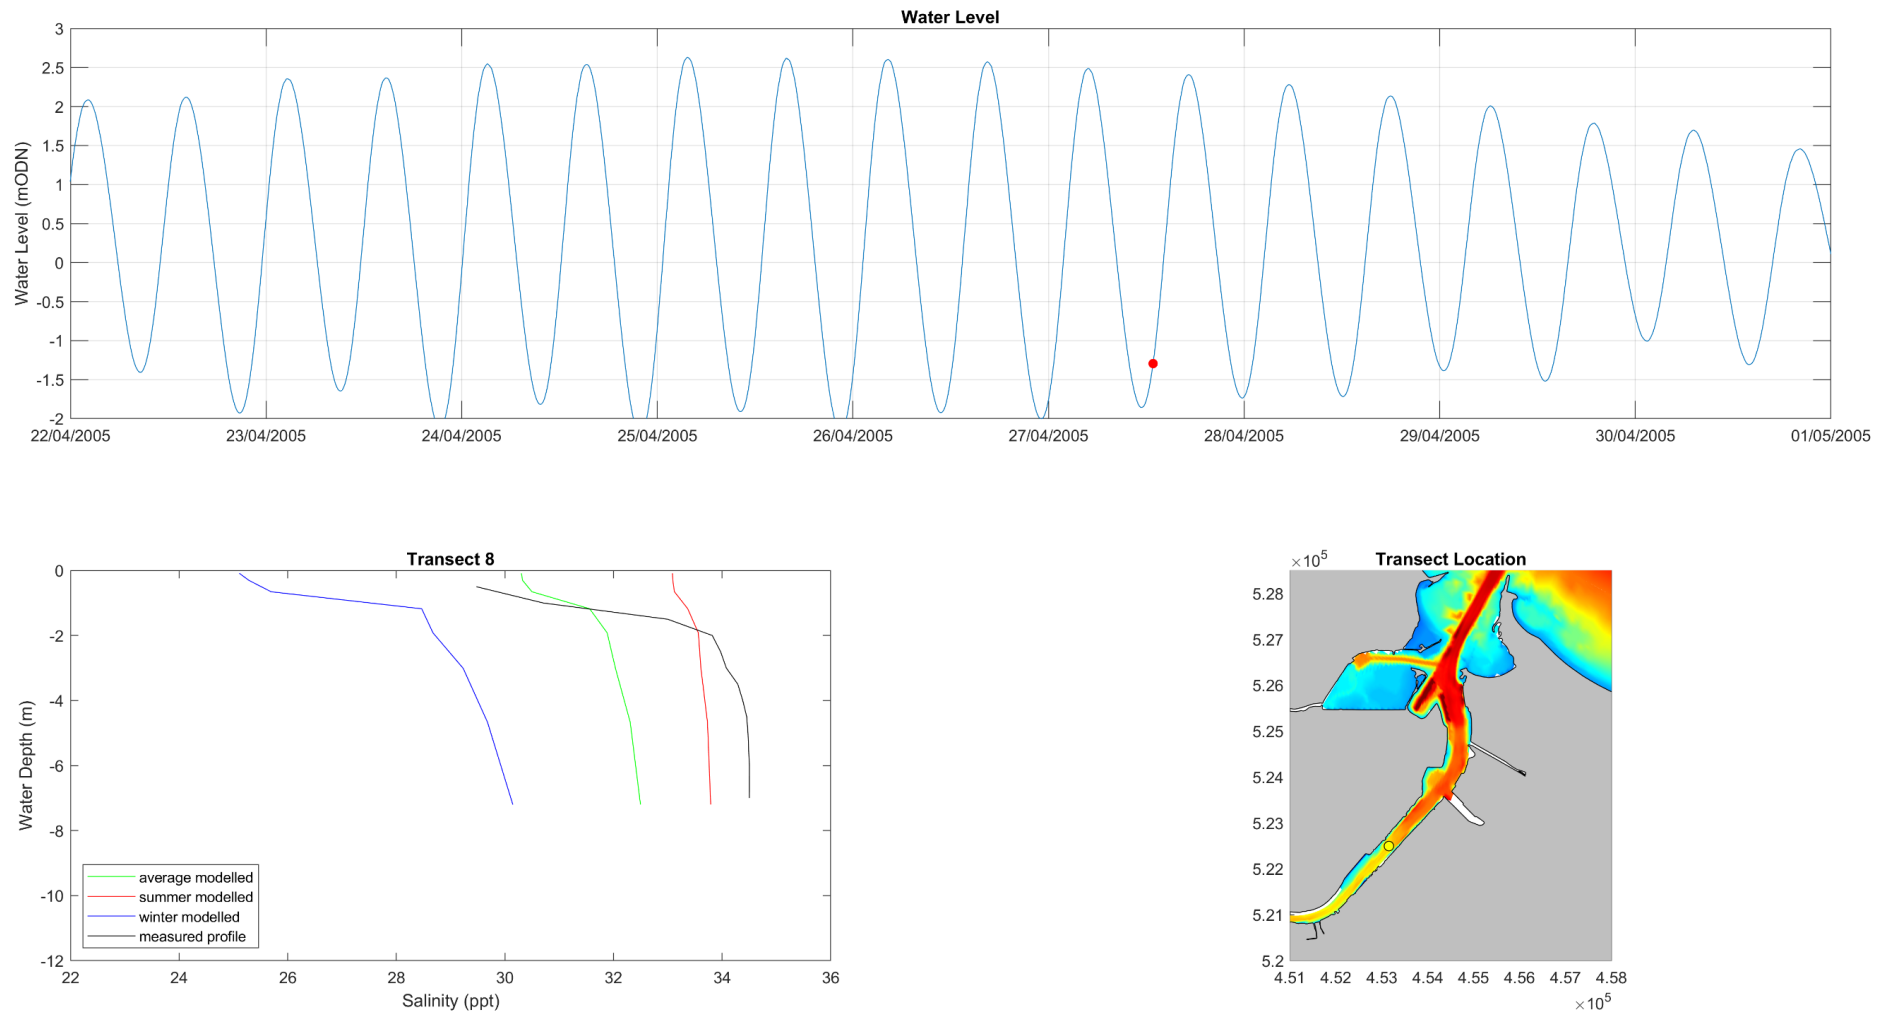 Water Level
3
2.5
2
1.5
1
0.5
0
-0.5
-1
-1.5
-2
Water Level (mODN)
22/04/2005 23/04/2005 24/04/2005 25/04/2005 26/04/2005 27/04/2005 28/04/2005 29/04/2005 30/04/2005 01/05/2005
Transect 8
0
-2
-4
-6
-8
-10
-12
Water Depth (m)
average modelled
summer modelled
winter modelled
measured profile
22 24 26 28 30 32 34 36
Salinity (ppt)
×10⁵ Transect Location
5.28
5.27
5.26
5.25
5.24
5.23
5.22
5.21
5.2
4.51 4.52 4.53 4.54 4.55 4.56 4.57 4.58
×10⁵